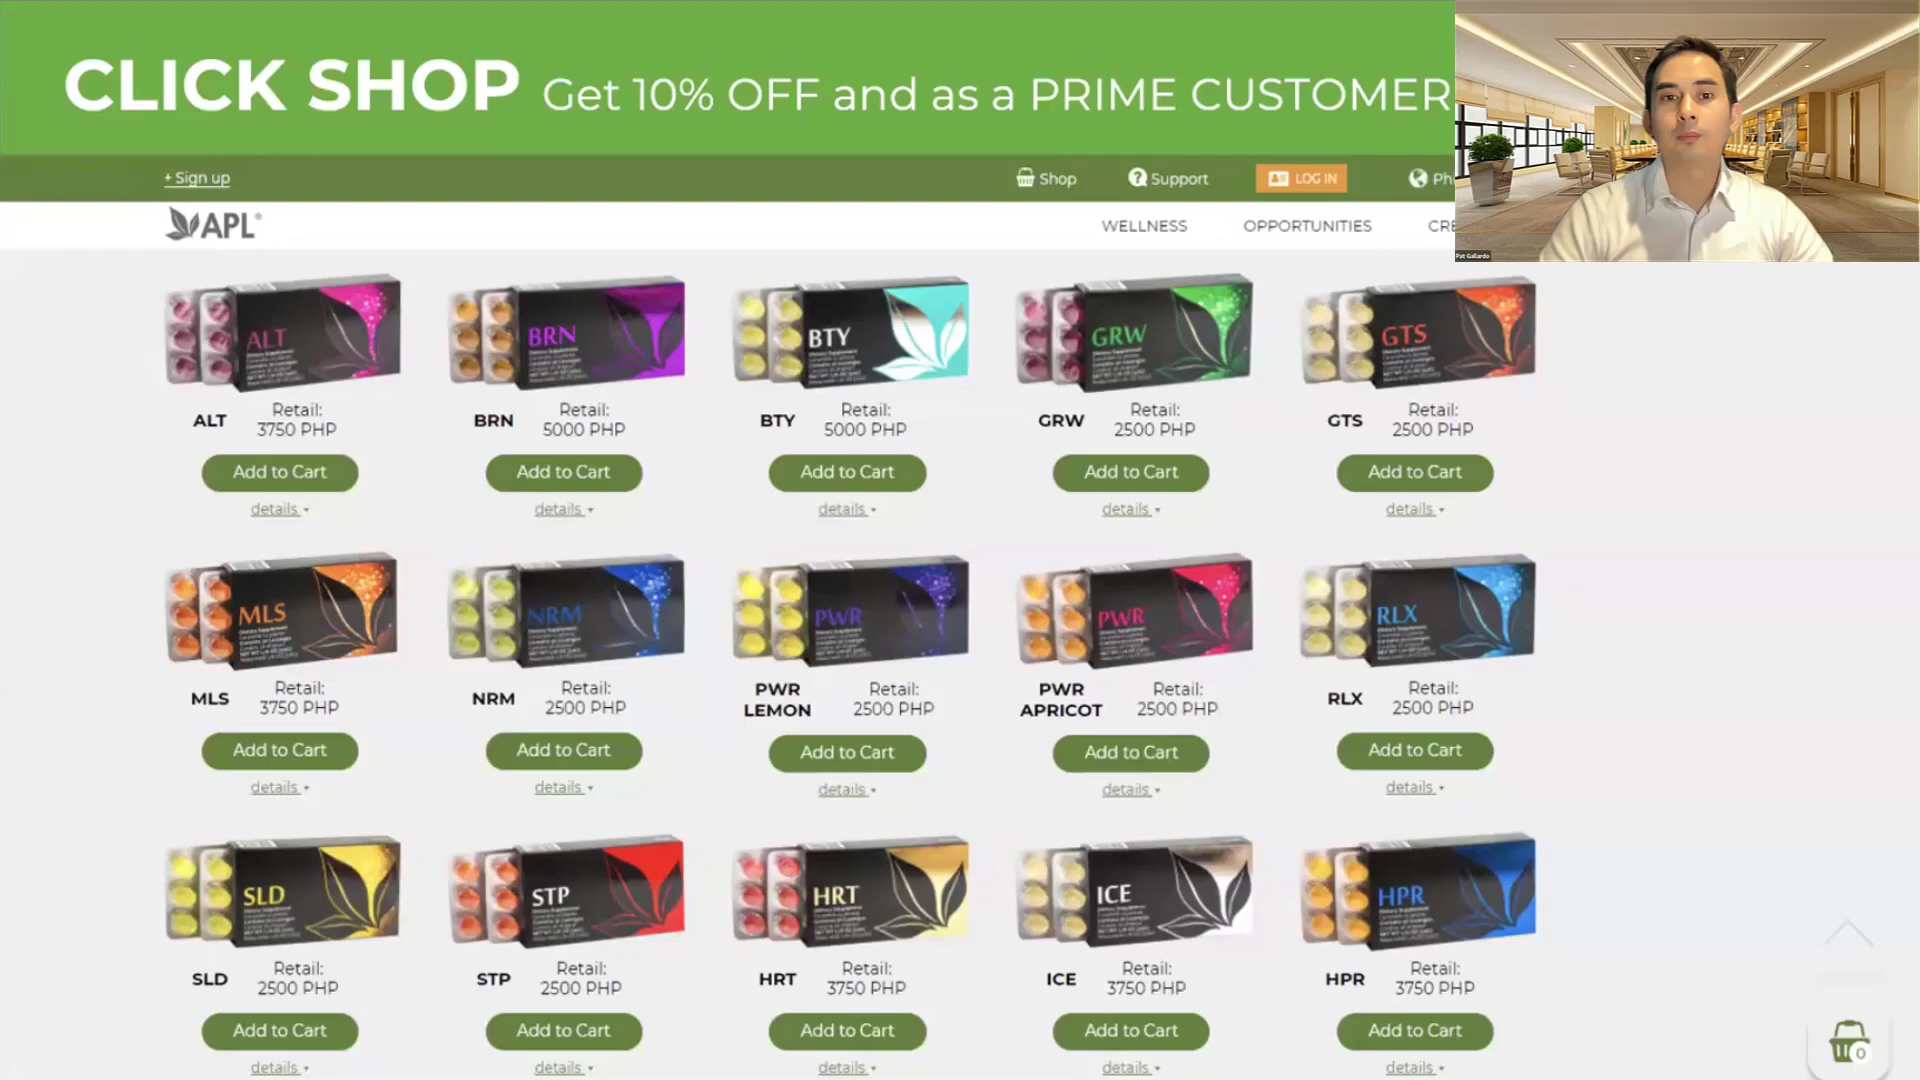 CLICK SHOP Get 10% OFF and as a PRIME CUSTOMER
+ Sign up Shop Support LOG IN Ph
APL®
WELLNESS OPPORTUNITIES CRE
Pat Gallardo
ALT BRN BTY GRW GTS
ALT Retail: 3750 PHP
BRN Retail: 5000 PHP
BTY Retail: 5000 PHP
GRW Retail: 2500 PHP
GTS Retail: 2500 PHP
Add to Cart Add to Cart Add to Cart Add to Cart Add to Cart
details details details details details
MLS NRM PWR PWR RLX
MLS Retail: 3750 PHP
NRM Retail: 2500 PHP
PWR LEMON Retail: 2500 PHP
PWR APRICOT Retail: 2500 PHP
RLX Retail: 2500 PHP
Add to Cart Add to Cart Add to Cart Add to Cart Add to Cart
details details details details details
SLD STP HRT ICE HPR
SLD Retail: 2500 PHP
STP Retail: 2500 PHP
HRT Retail: 3750 PHP
ICE Retail: 3750 PHP
HPR Retail: 3750 PHP
Add to Cart Add to Cart Add to Cart Add to Cart Add to Cart
details details details details details
0